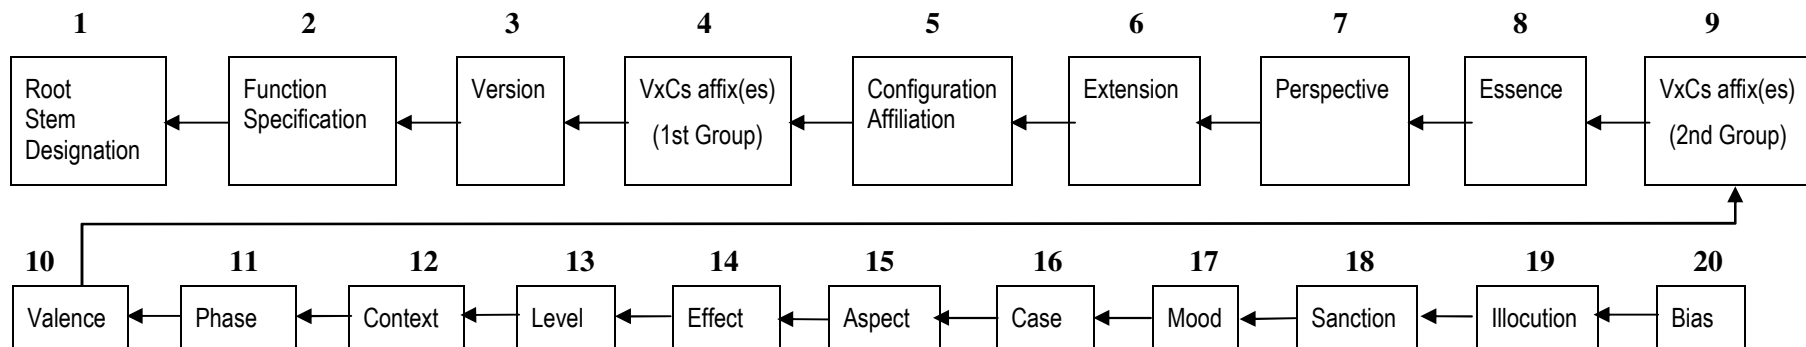 1 2 3 4 5 6 7 8 9
Root
Stem
Designation
Function
Specification
Version
VxCs affix(es)
(1st Group)
Configuration
Affiliation
Extension
Perspective
Essence
VxCs affix(es)
(2nd Group)
10 11 12 13 14 15 16 17 18 19 20
Valence
Phase
Context
Level
Effect
Aspect
Case
Mood
Sanction
Illocution
Bias